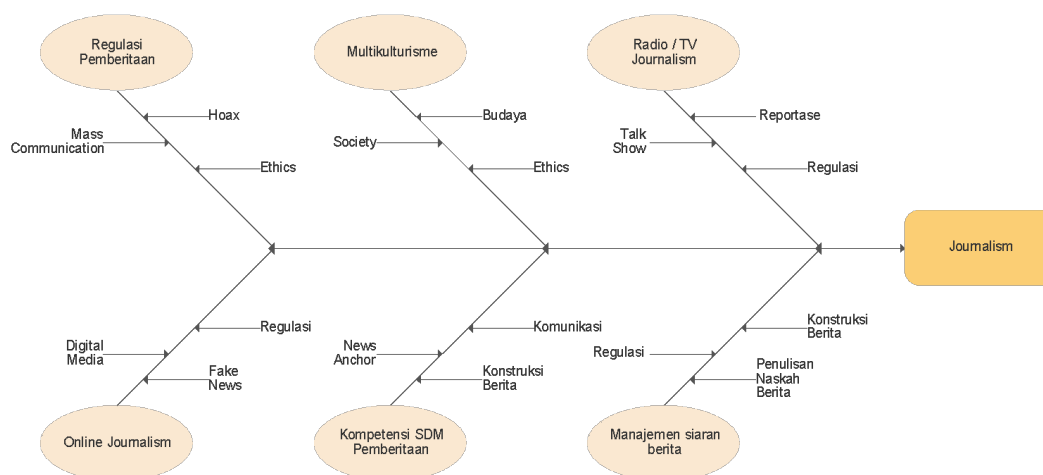 Regulasi
Pemberitaan
Multikulturisme
Radio / TV
Journalism
Hoax
Mass
Communication
Ethics
Budaya
Society
Ethics
Reportase
Talk
Show
Regulasi
Journalism
Regulasi
Digital
Media
Fake
News
Komunikasi
News
Anchor
Konstruksi
Berita
Konstruksi
Berita
Regulasi
Penulisan
Naskah
Berita
Online Journalism
Kompetensi SDM
Pemberitaan
Manajemen siaran
berita